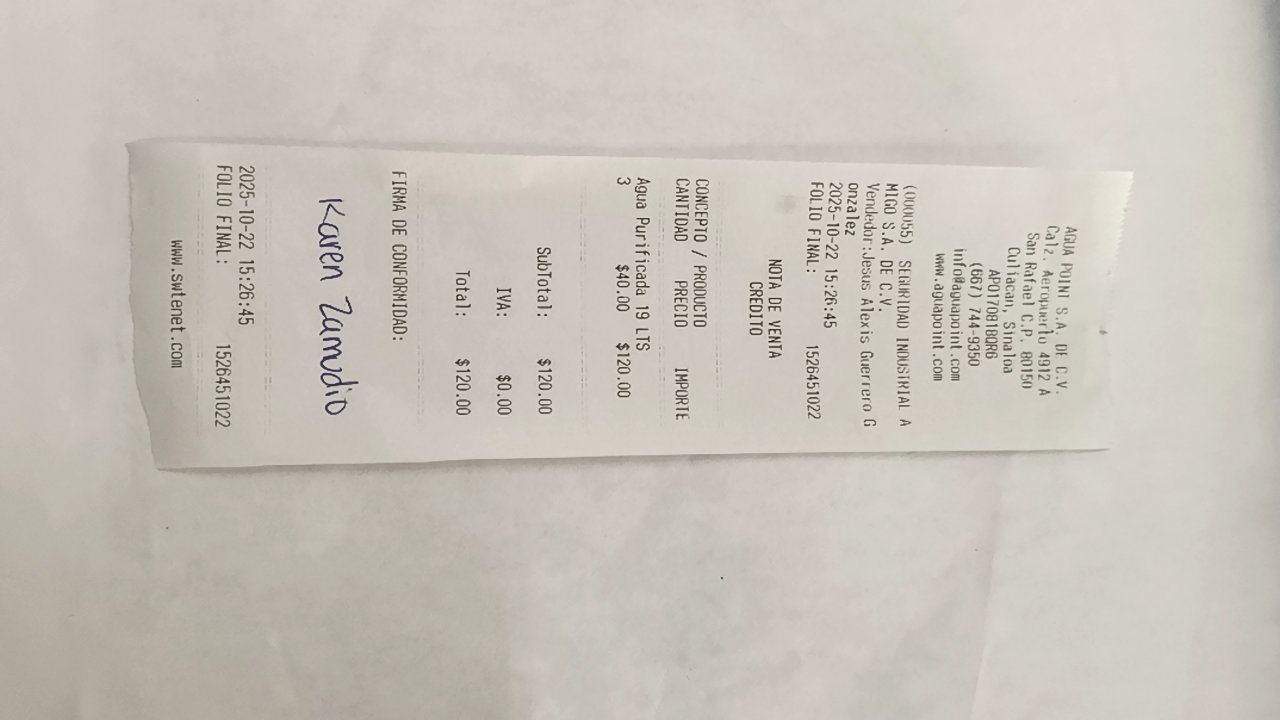 AGUA POINT S.A. DE C.V.
Calz. Aeropuerto 4912 A
San Rafael C.P. 80150
Culiacan, Sinaloa
APO170818QR6
(667) 744-9350
info@aguapoint.com
www.aguapoint.com
(000055) SEGURIDAD INDUSTRIAL A
MIGO S.A. DE C.V.
Vendedor:Jesus Alexis Guerrero G
onzalez
2025-10-22 15:26:45
FOLIO FINAL: 1526451022
NOTA DE VENTA
CREDITO
CONCEPTO / PRODUCTO
CANTIDAD PRECIO IMPORTE
Agua Purificada 19 LTS
3 $40.00 $120.00
SubTotal: $120.00
IVA: $0.00
Total: $120.00
FIRMA DE CONFORMIDAD:
Karen Zamudio
2025-10-22 15:26:45
FOLIO FINAL: 1526451022
www.swtenet.com